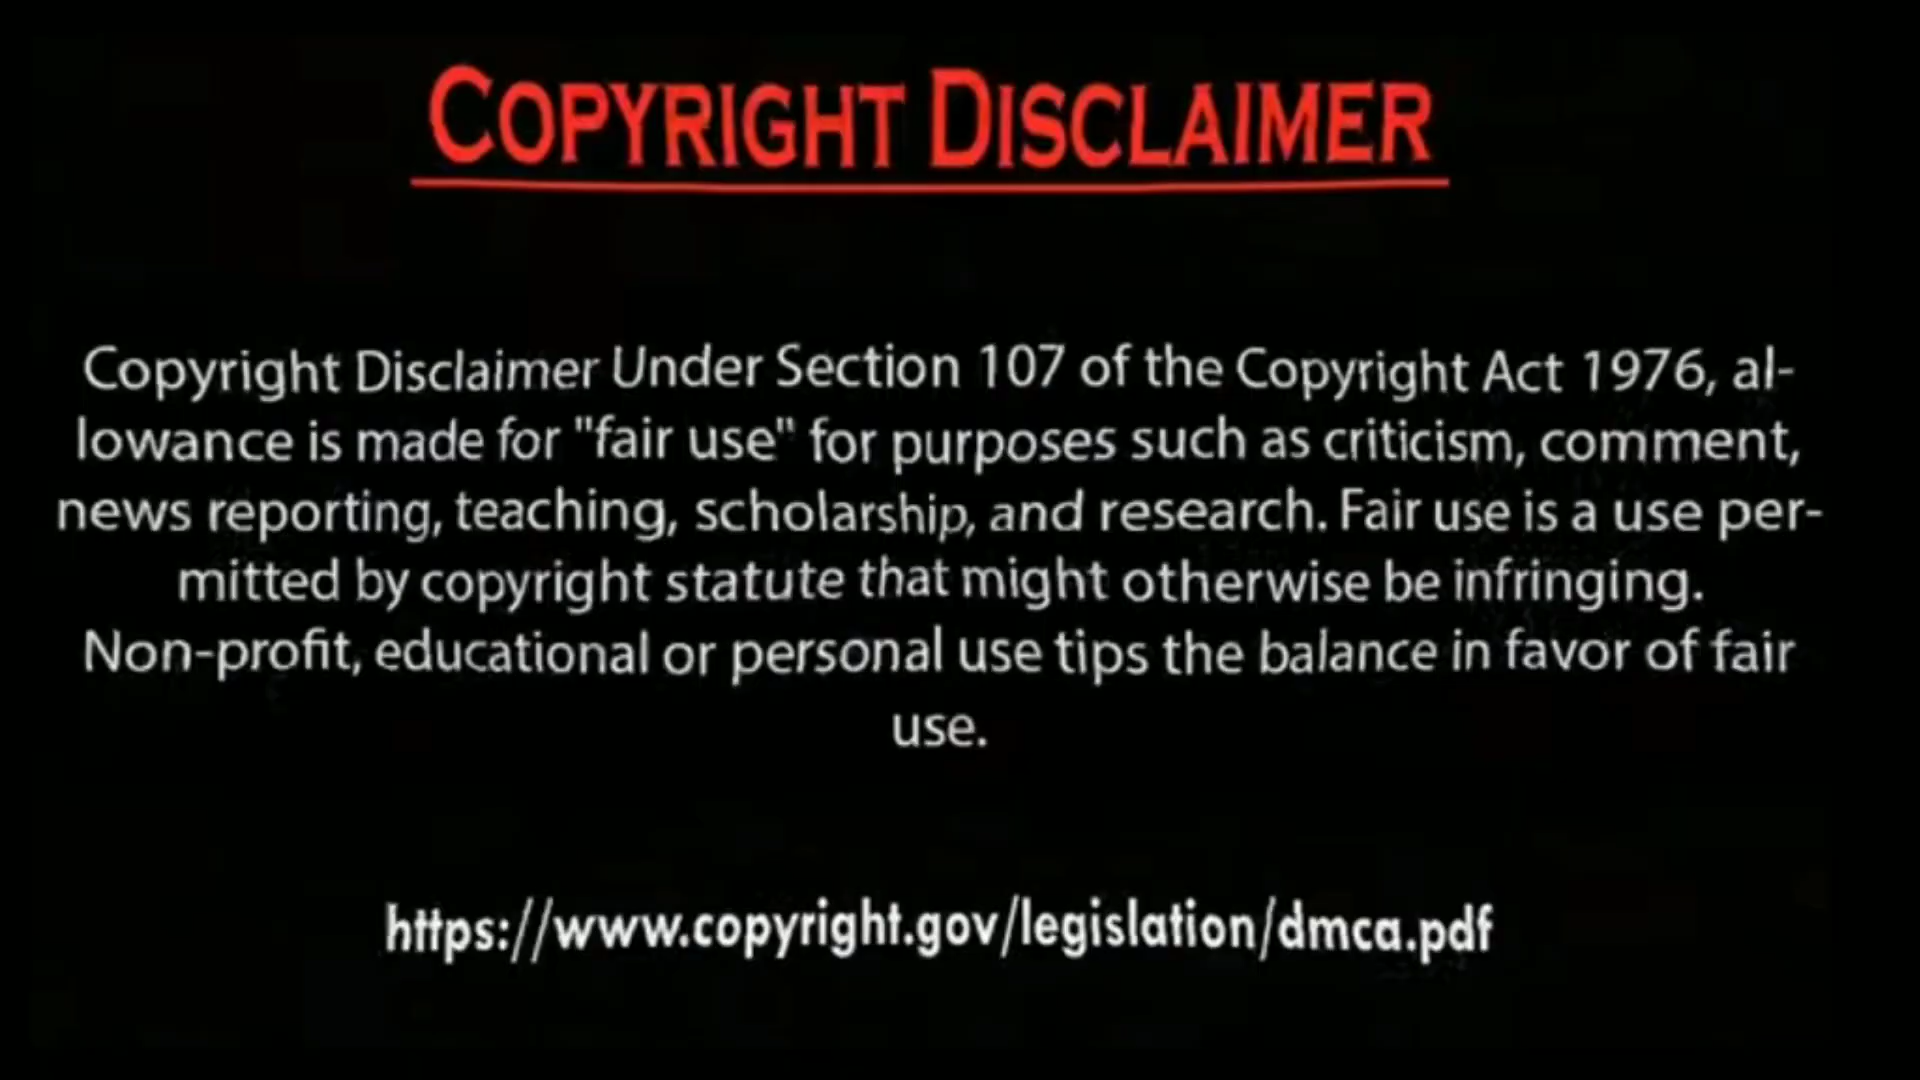 COPYRIGHT DISCLAIMER
Copyright Disclaimer Under Section 107 of the Copyright Act 1976, al-
lowance is made for "fair use" for purposes such as criticism, comment,
news reporting, teaching, scholarship, and research. Fair use is a use per-
mitted by copyright statute that might otherwise be infringing.
Non-profit, educational or personal use tips the balance in favor of fair
use.
https://www.copyright.gov/legislation/dmca.pdf